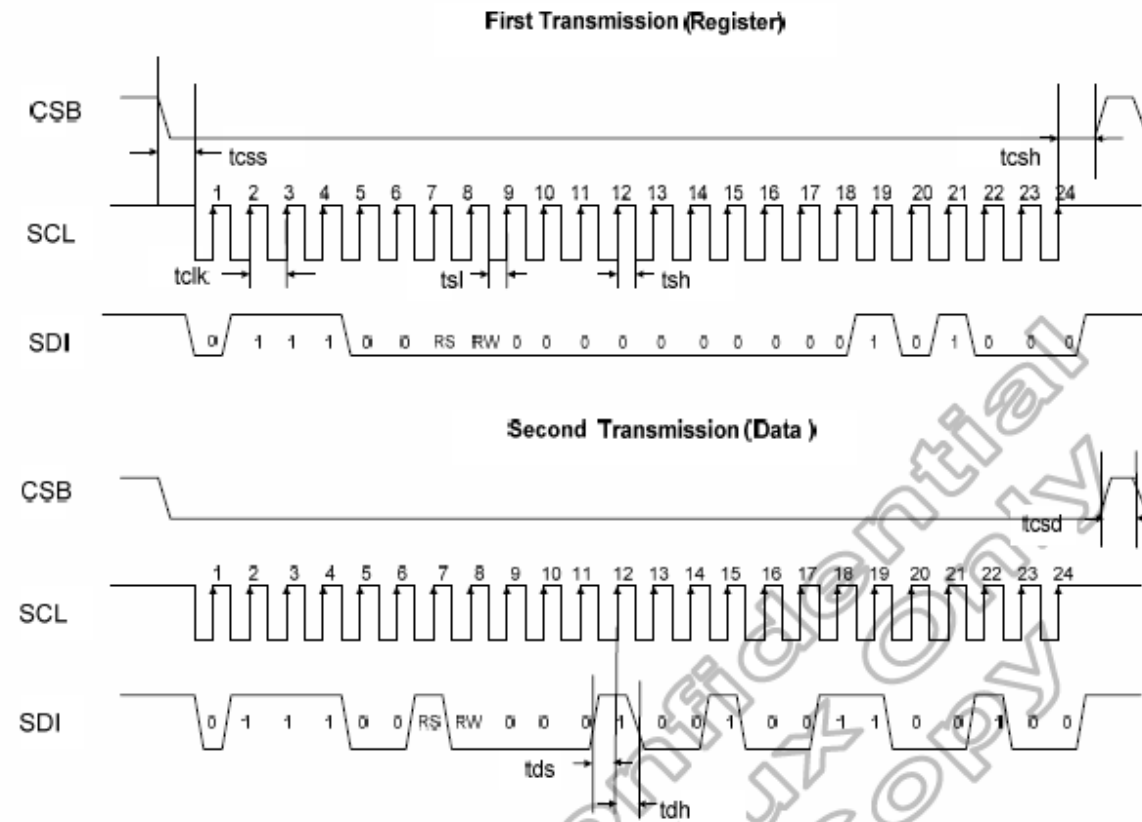 First Transmission (Register)
CSB
tcss
tcsh
1 2 3 4 5 6 7 8 9 10 11 12 13 14 15 16 17 18 19 20 21 22 23 24
SCL
tclk.
tsl
tsh
SDI
0 1 1 1 0 0 RS RW 0 0 0 0 0 0 0 0 0 0 1 0 1 0 0 0
Second Transmission (Data )
CSB
tcsd
1 2 3 4 5 6 7 8 9 10 11 12 13 14 15 16 17 18 19 20 21 22 23 24
SCL
SDI
0 1 1 1 0 0 RS RW 0 0 0 1 0 0 1 0 0 1 1 0 0 1 0 0
tds
tdh
Only
Copy